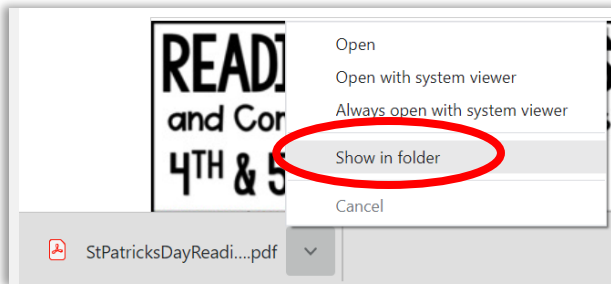 READI
and Con
4TH & 5
Open
Open with system viewer
Always open with system viewer
Show in folder
Cancel
StPatricksDayReadi....pdf